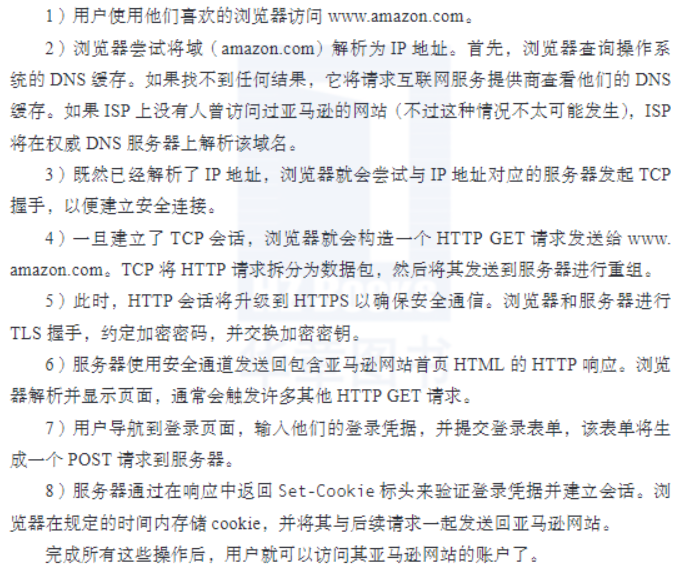 1）用户使用他们喜欢的浏览器访问 www.amazon.com。
2）浏览器尝试将域（amazon.com）解析为 IP 地址。首先，浏览器查询操作系
统的 DNS 缓存。如果找不到任何结果，它将请求互联网服务提供商查看他们的 DNS
缓存。如果 ISP 上没有人曾访问过亚马逊的网站（不过这种情况不太可能发生），ISP
将在权威 DNS 服务器上解析该域名。
3）既然已经解析了 IP 地址，浏览器就会尝试与 IP 地址对应的服务器发起 TCP
握手，以便建立安全连接。
4）一旦建立了 TCP 会话，浏览器就会构造一个 HTTP GET 请求发送给 www.
amazon.com。TCP 将 HTTP 请求拆分为数据包，然后将其发送到服务器进行重组。
5）此时，HTTP 会话将升级到 HTTPS 以确保安全通信。浏览器和服务器进行
TLS 握手，约定加密密码，并交换加密密钥。
6）服务器使用安全通道发送回包含亚马逊网站首页 HTML 的 HTTP 响应。浏览
器解析并显示页面，通常会触发许多其他 HTTP GET 请求。
7）用户导航到登录页面，输入他们的登录凭据，并提交登录表单，该表单将生
成一个 POST 请求到服务器。
8）服务器通过在响应中返回 Set-Cookie 标头来验证登录凭据并建立会话。浏
览器在规定的时间内存储 cookie，并将其与后续请求一起发送回亚马逊网站。
完成所有这些操作后，用户就可以访问其亚马逊网站的账户了。